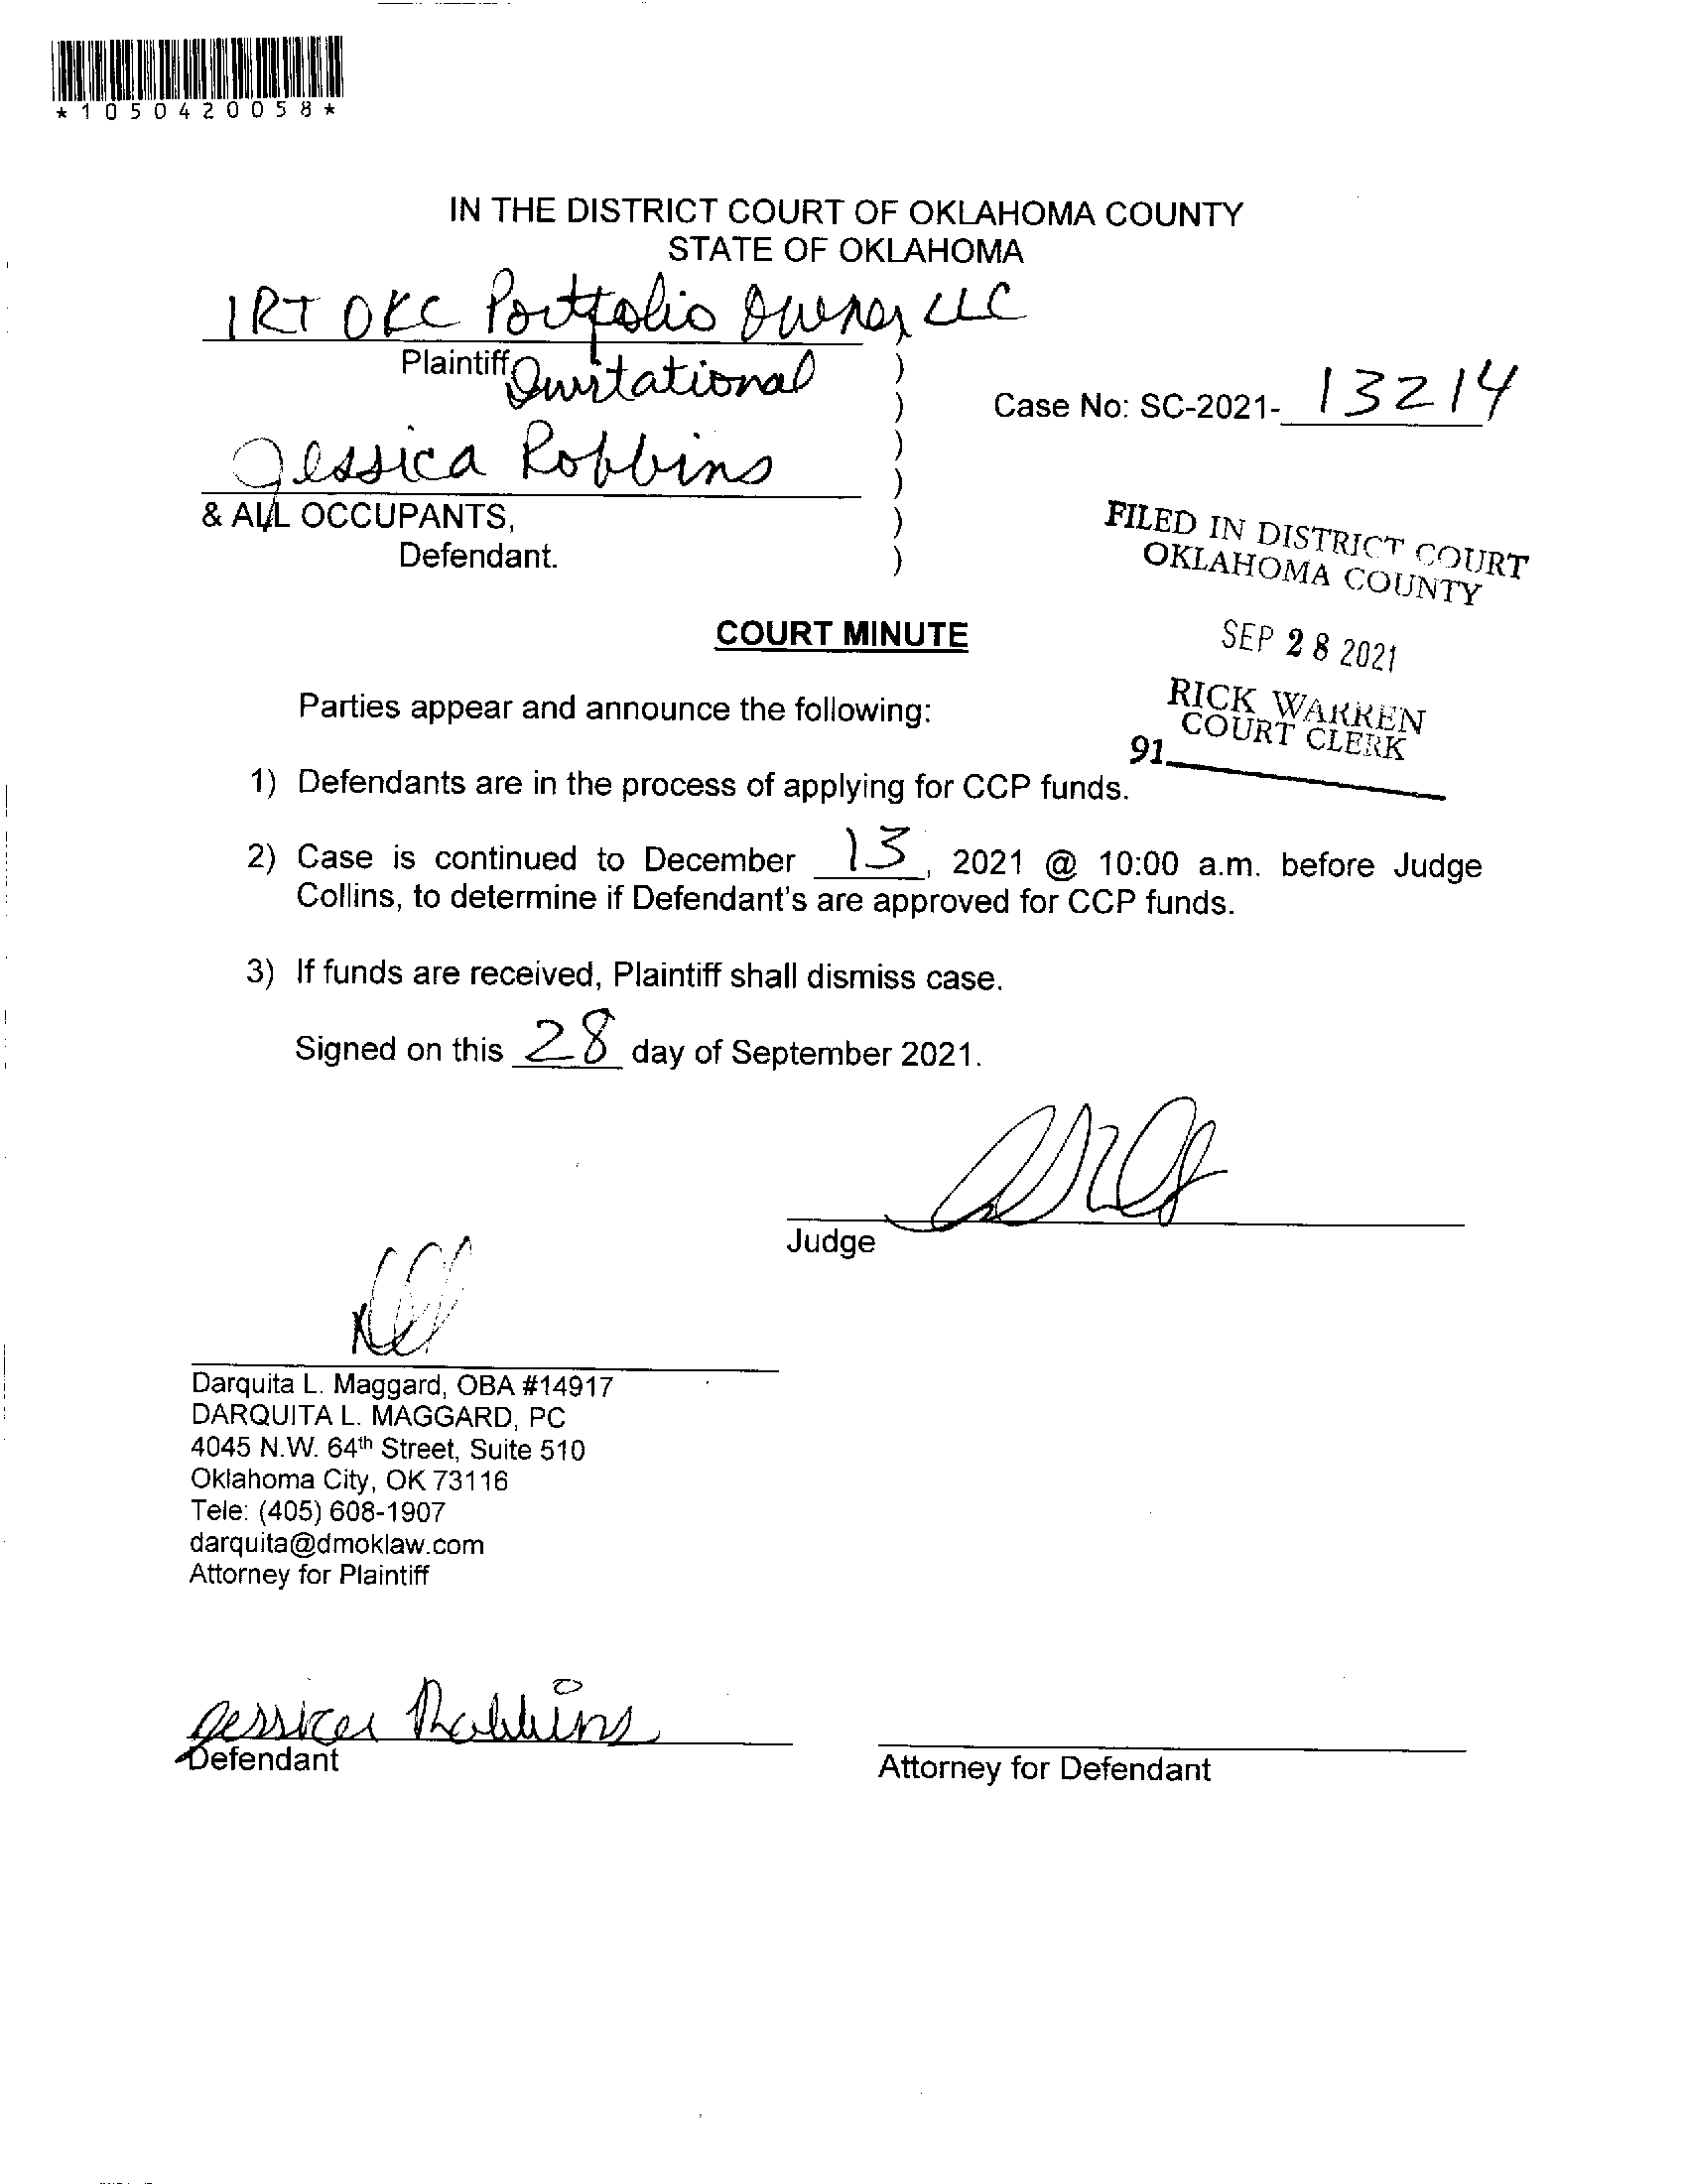 *1050420058*
IN THE DISTRICT COURT OF OKLAHOMA COUNTY
STATE OF OKLAHOMA
IRT OKC Portfolio Owner LLC
)
Plaintiff Invitational )
) Case No: SC-2021- 13214
)
Jessica Robbins )
& ALL OCCUPANTS, )
Defendant. )
FILED IN DISTRICT COURT
OKLAHOMA COUNTY
SEP 28 2021
RICK WARREN
COURT CLERK
91
COURT MINUTE
Parties appear and announce the following:
1) Defendants are in the process of applying for CCP funds.
2) Case is continued to December 13, 2021 @ 10:00 a.m. before Judge
Collins, to determine if Defendant's are approved for CCP funds.
3) If funds are received, Plaintiff shall dismiss case.
Signed on this 28 day of September 2021.
Judge
Darquita L. Maggard, OBA #14917
DARQUITA L. MAGGARD, PC
4045 N.W. 64th Street, Suite 510
Oklahoma City, OK 73116
Tele: (405) 608-1907
darquita@dmoklaw.com
Attorney for Plaintiff
Jessica Robbins
Defendant
Attorney for Defendant